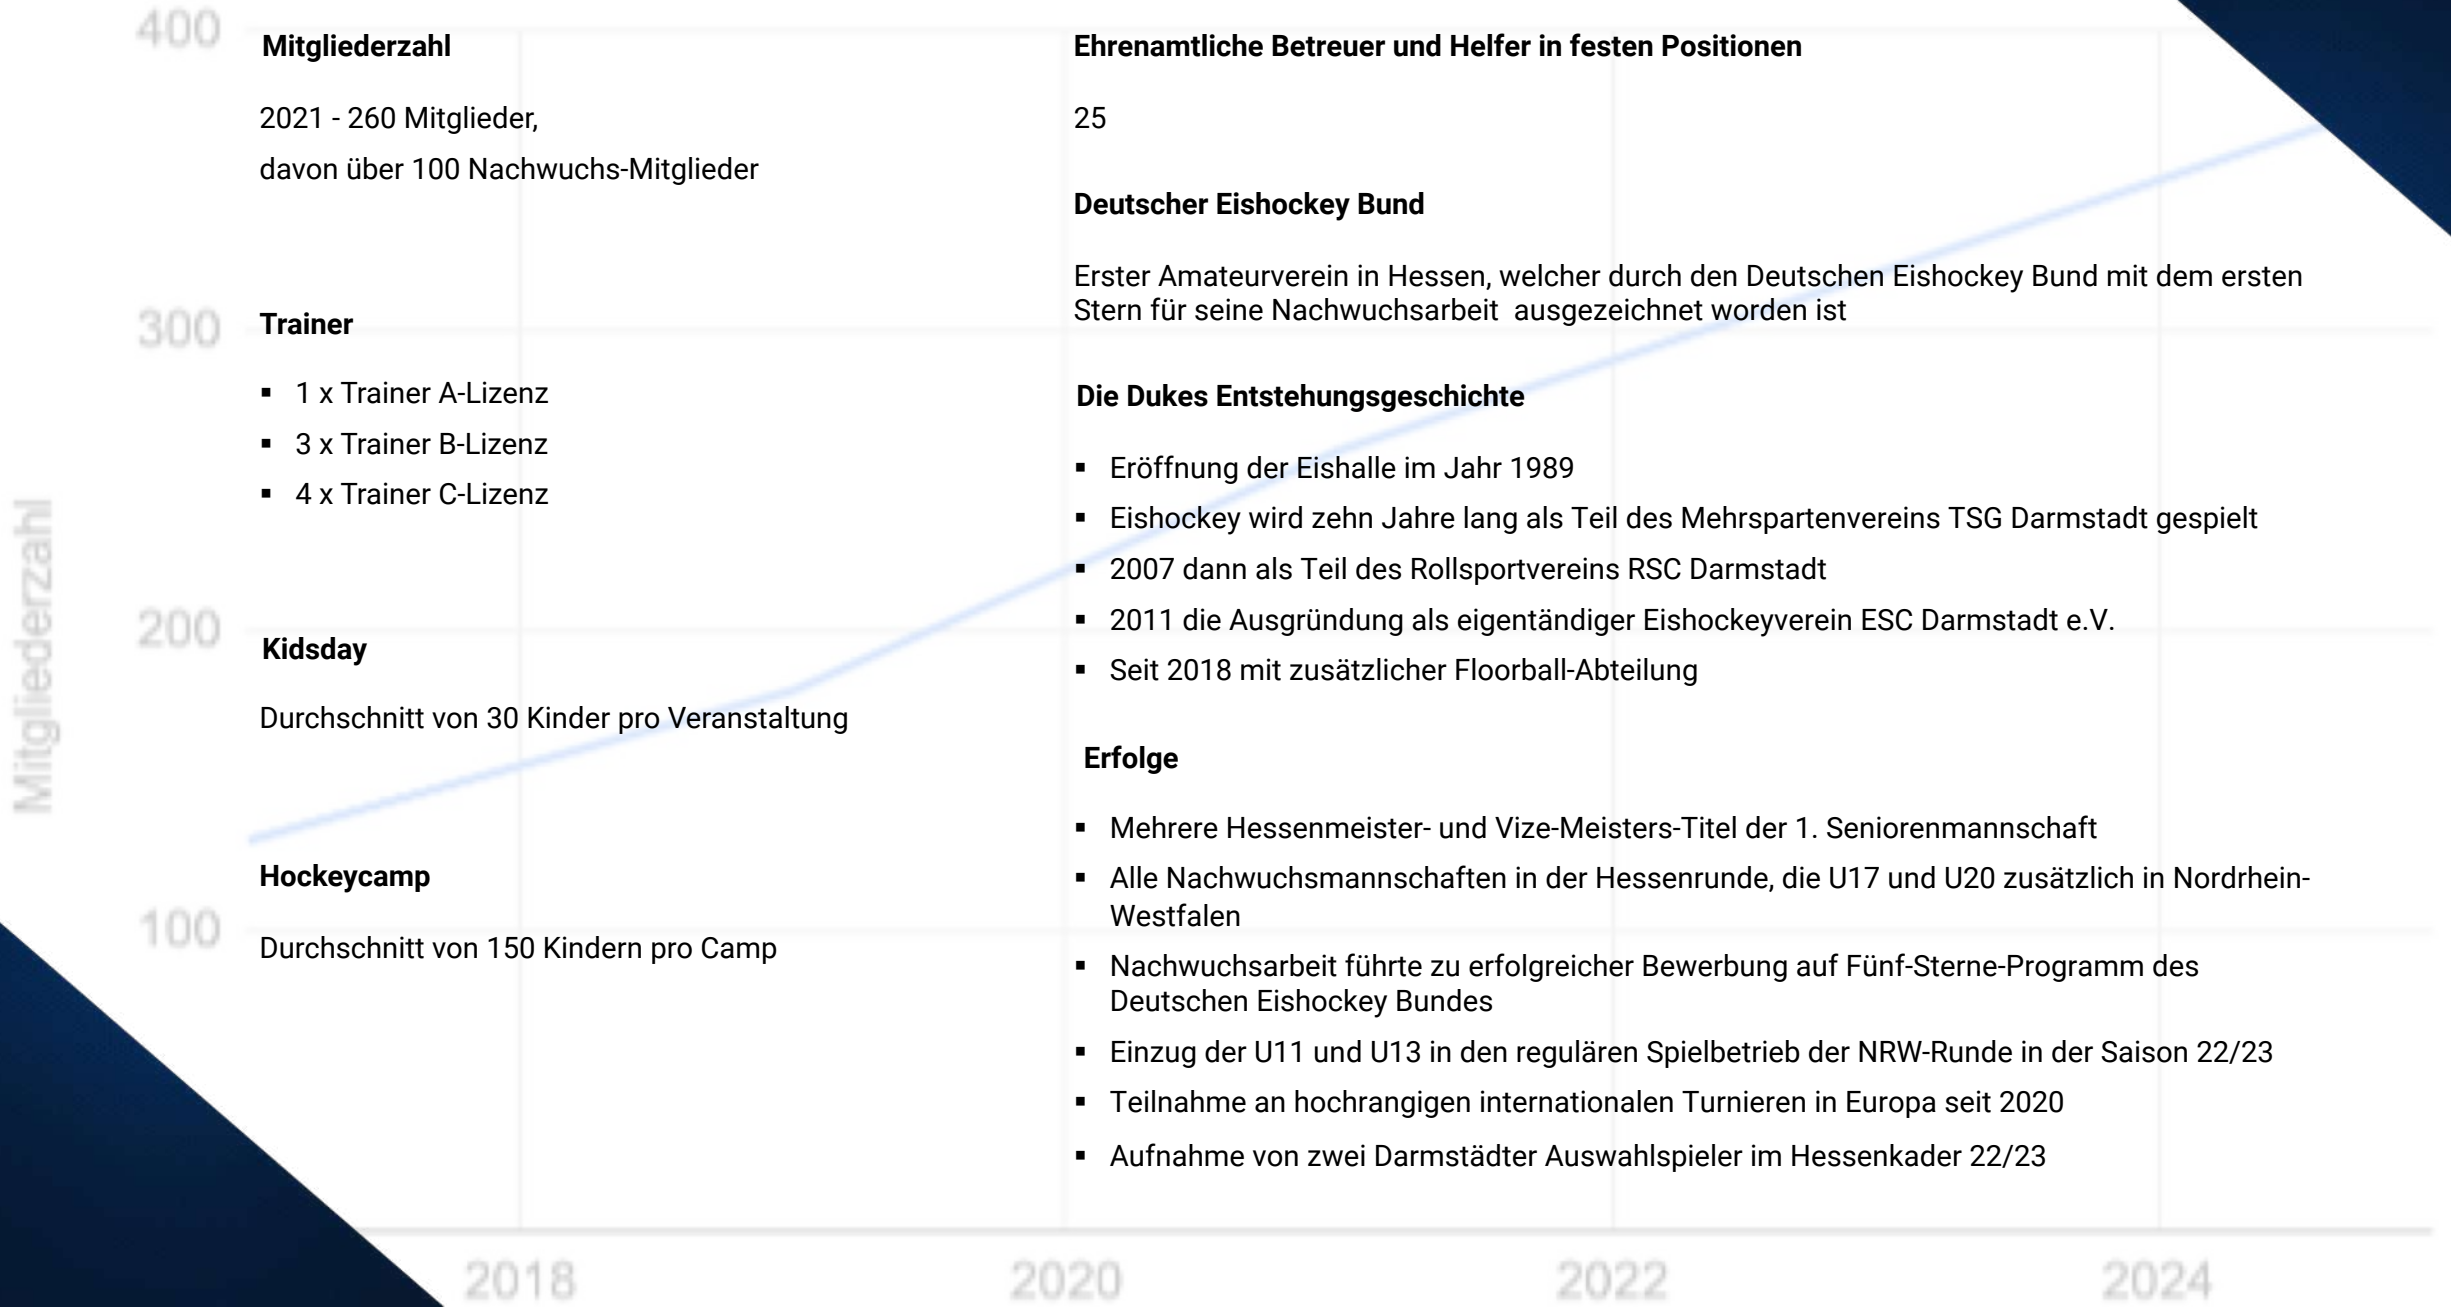 Mitgliederzahl
2021 - 260 Mitglieder,
davon über 100 Nachwuchs-Mitglieder
Trainer
▪ 1 x Trainer A-Lizenz
▪ 3 x Trainer B-Lizenz
▪ 4 x Trainer C-Lizenz
Kidsday
Durchschnitt von 30 Kinder pro Veranstaltung
Hockeycamp
Durchschnitt von 150 Kindern pro Camp
Ehrenamtliche Betreuer und Helfer in festen Positionen
25
Deutscher Eishockey Bund
Erster Amateurverein in Hessen, welcher durch den Deutschen Eishockey Bund mit dem ersten
Stern für seine Nachwuchsarbeit  ausgezeichnet worden ist
Die Dukes Entstehungsgeschichte
▪ Eröffnung der Eishalle im Jahr 1989
▪ Eishockey wird zehn Jahre lang als Teil des Mehrspartenvereins TSG Darmstadt gespielt
▪ 2007 dann als Teil des Rollsportvereins RSC Darmstadt
▪ 2011 die Ausgründung als eigentändiger Eishockeyverein ESC Darmstadt e.V.
▪ Seit 2018 mit zusätzlicher Floorball-Abteilung
Erfolge
▪ Mehrere Hessenmeister- und Vize-Meisters-Titel der 1. Seniorenmannschaft
▪ Alle Nachwuchsmannschaften in der Hessenrunde, die U17 und U20 zusätzlich in Nordrhein-
Westfalen
▪ Nachwuchsarbeit führte zu erfolgreicher Bewerbung auf Fünf-Sterne-Programm des
Deutschen Eishockey Bundes
▪ Einzug der U11 und U13 in den regulären Spielbetrieb der NRW-Runde in der Saison 22/23
▪ Teilnahme an hochrangigen internationalen Turnieren in Europa seit 2020
▪ Aufnahme von zwei Darmstädter Auswahlspieler im Hessenkader 22/23
Mitgliederzahl
400
300
200
100
2018
2020
2022
2024